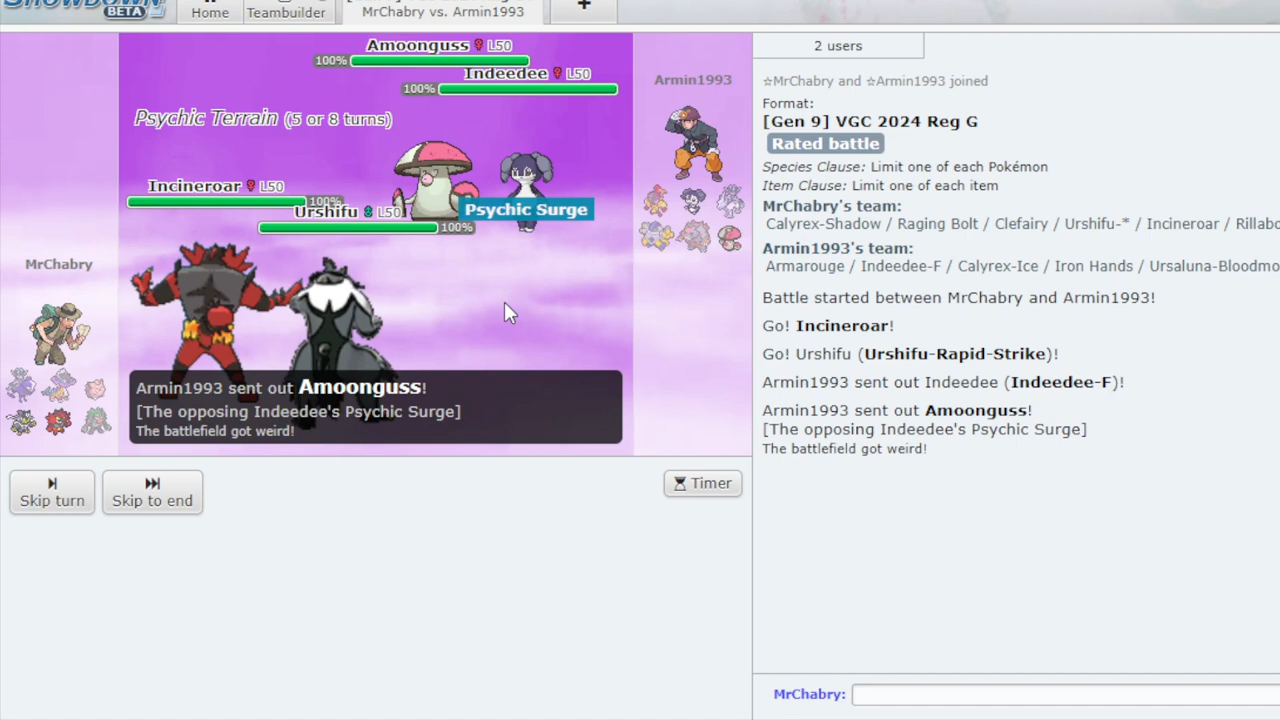 SHOWDOWN
BETA
Home
Teambuilder
MrChabry vs. Armin1993
+
Amoonguss L50
100%
Indeedee L50
100%
Armin1993
Psychic Terrain (5 or 8 turns)
Incineroar L50
100%
Urshifu L50
100%
Psychic Surge
MrChabry
Armin1993 sent out Amoonguss!
[The opposing Indeedee's Psychic Surge]
The battlefield got weird!
Skip turn
Skip to end
Timer
2 users
☆MrChabry and ☆Armin1993 joined
Format:
[Gen 9] VGC 2024 Reg G
Rated battle
Species Clause: Limit one of each Pokémon
Item Clause: Limit one of each item
MrChabry's team:
Calyrex-Shadow / Raging Bolt / Clefairy / Urshifu-* / Incineroar / Rillabo
Armin1993's team:
Armarouge / Indeedee-F / Calyrex-Ice / Iron Hands / Ursaluna-Bloodmo
Battle started between MrChabry and Armin1993!
Go! Incineroar!
Go! Urshifu (Urshifu-Rapid-Strike)!
Armin1993 sent out Indeedee (Indeedee-F)!
Armin1993 sent out Amoonguss!
[The opposing Indeedee's Psychic Surge]
The battlefield got weird!
MrChabry: